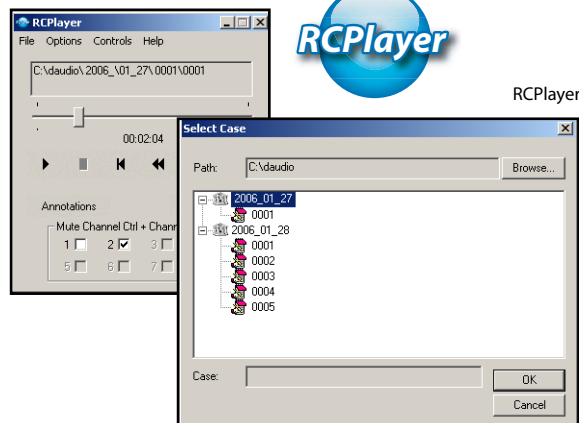 RCPlayer
File Options Controls Help
C:\daudio\ 2006_\01_27\ 0001\0001
00:02:04
Annotations
Mute Channel Ctrl + Chann
1 2 3
5 6 7
RCPlayer
RCPlayer
Select Case
Path: C:\daudio Browse...
2006_01_27
0001
2006_01_28
0001
0002
0003
0004
0005
Case:
OK
Cancel